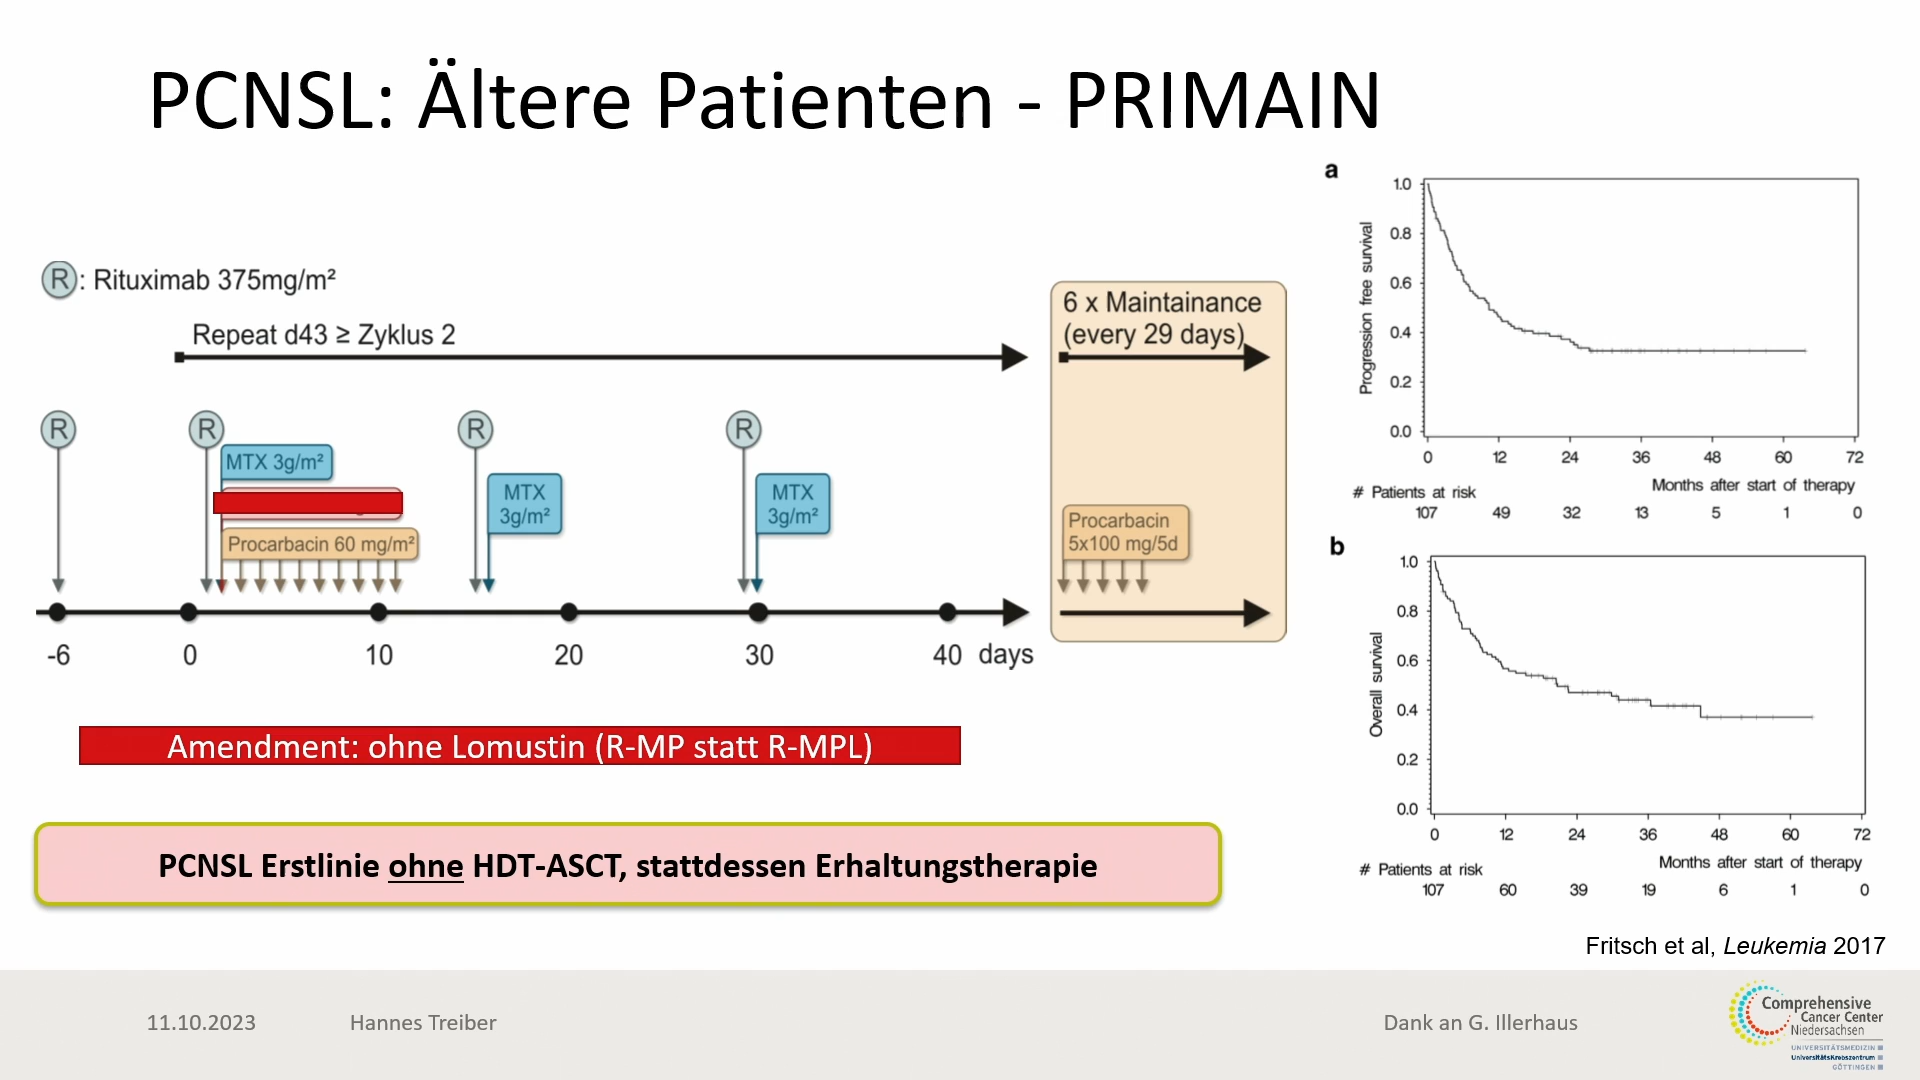 PCNSL: Ältere Patienten - PRIMAIN
R : Rituximab 375mg/m²
Repeat d43 ≥ Zyklus 2
6 x Maintainance
(every 29 days)
R
R
R
R
MTX 3g/m²
MTX
3g/m²
MTX
3g/m²
Procarbacin 60 mg/m²
Procarbacin
5x100 mg/5d
-6
0
10
20
30
40
days
Amendment: ohne Lomustin (R-MP statt R-MPL)
PCNSL Erstlinie ohne HDT-ASCT, stattdessen Erhaltungstherapie
a
Progression free survival
1.0
0.8
0.6
0.4
0.2
0.0
0 12 24 36 48 60 72
Months after start of therapy
# Patients at risk
107 49 32 13 5 1 0
b
Overall survival
1.0
0.8
0.6
0.4
0.2
0.0
0 12 24 36 48 60 72
Months after start of therapy
# Patients at risk
107 60 39 19 6 1 0
Fritsch et al, Leukemia 2017
11.10.2023
Hannes Treiber
Dank an G. Illerhaus
Comprehensive
Cancer Center
Niedersachsen
UNIVERSITÄTSMEDIZIN
UniversitätsKrebszentrum
GÖTTINGEN